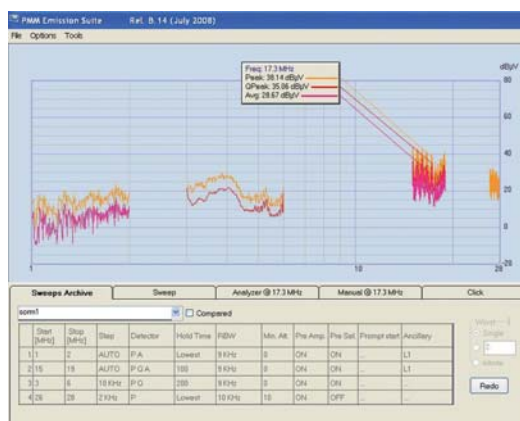 PMM Emission Suite Rel. B.14 (July 2008)
File Options Tools
dBµV
Freq: 17.3 MHz
Peak: 38.14 dBµV
QPeak: 35.06 dBµV
Avg: 28.67 dBµV
80
60
40
20
0
-20
1 10 20
Sweeps Archive Sweep Analyzer @ 17.3 MHz Manual @ 17.3 MHz Click
sorm1 Compared
Start [MHz] Stop [MHz] Step Detector Hold Time RBW Min. Att. Pre Amp. Pre Sel. Prompt start Ancillary
1 1 2 AUTO P A Lowest 9 KHz 0 ON ON ... L1
2 15 19 AUTO P Q A 100 9 KHz 0 ON ON ... L1
3 3 6 10 KHz P Q 200 9 KHz 0 ON ON ... ...
4 26 28 2 KHz P Lowest 10 KHz 10 ON OFF ... ...
Single
2
Redo